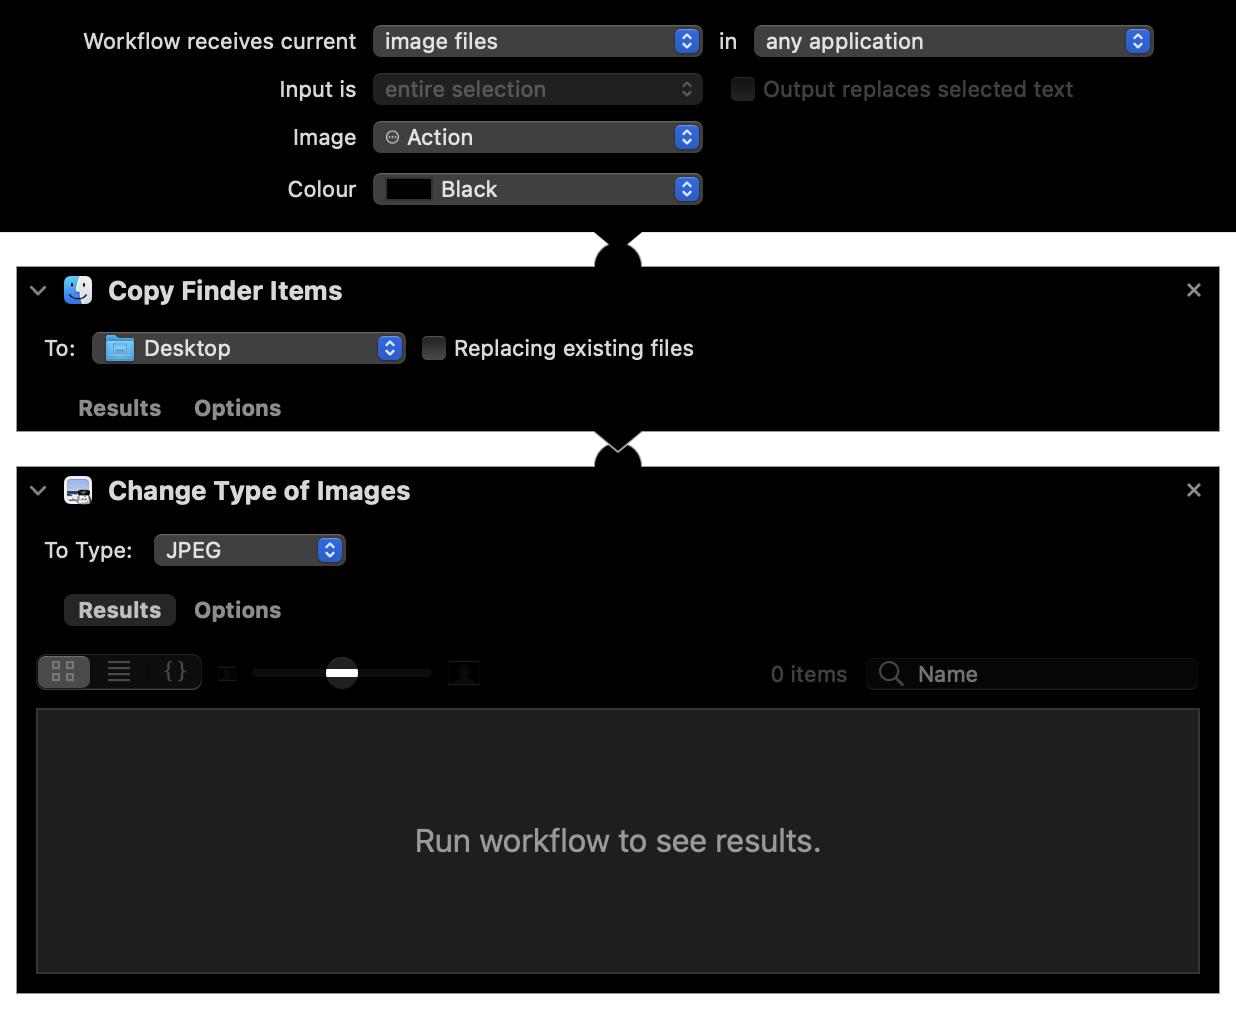 Workflow receives current image files in any application
Input is entire selection Output replaces selected text
Image Action
Colour Black
Copy Finder Items
To: Desktop Replacing existing files
Results Options
Change Type of Images
To Type: JPEG
Results Options
{} 0 items Name
Run workflow to see results.